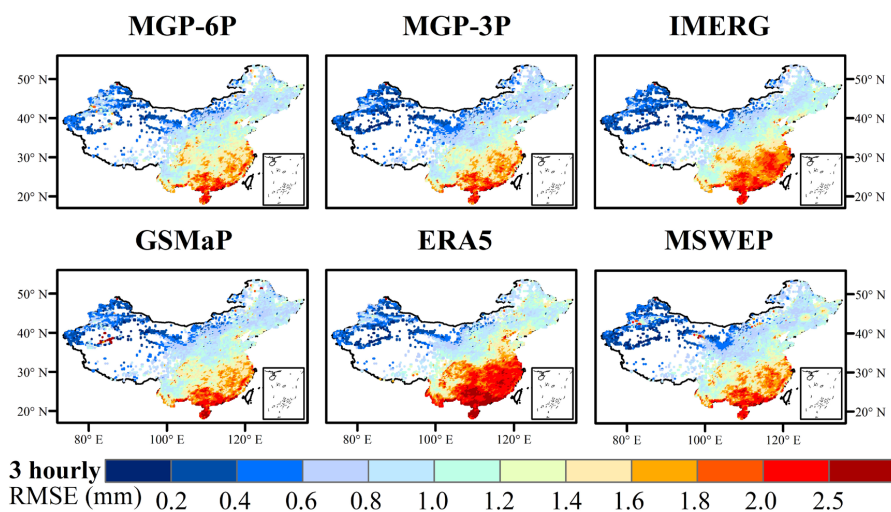 MGP-6P MGP-3P IMERG
50° N 50° N
40° N 40° N
30° N 30° N
20° N 20° N
GSMaP ERA5 MSWEP
50° N 50° N
40° N 40° N
30° N 30° N
20° N 20° N
80° E 100° E 120° E 80° E 100° E 120° E 80° E 100° E 120° E
3 hourly
RMSE (mm) 0.2 0.4 0.6 0.8 1.0 1.2 1.4 1.6 1.8 2.0 2.5